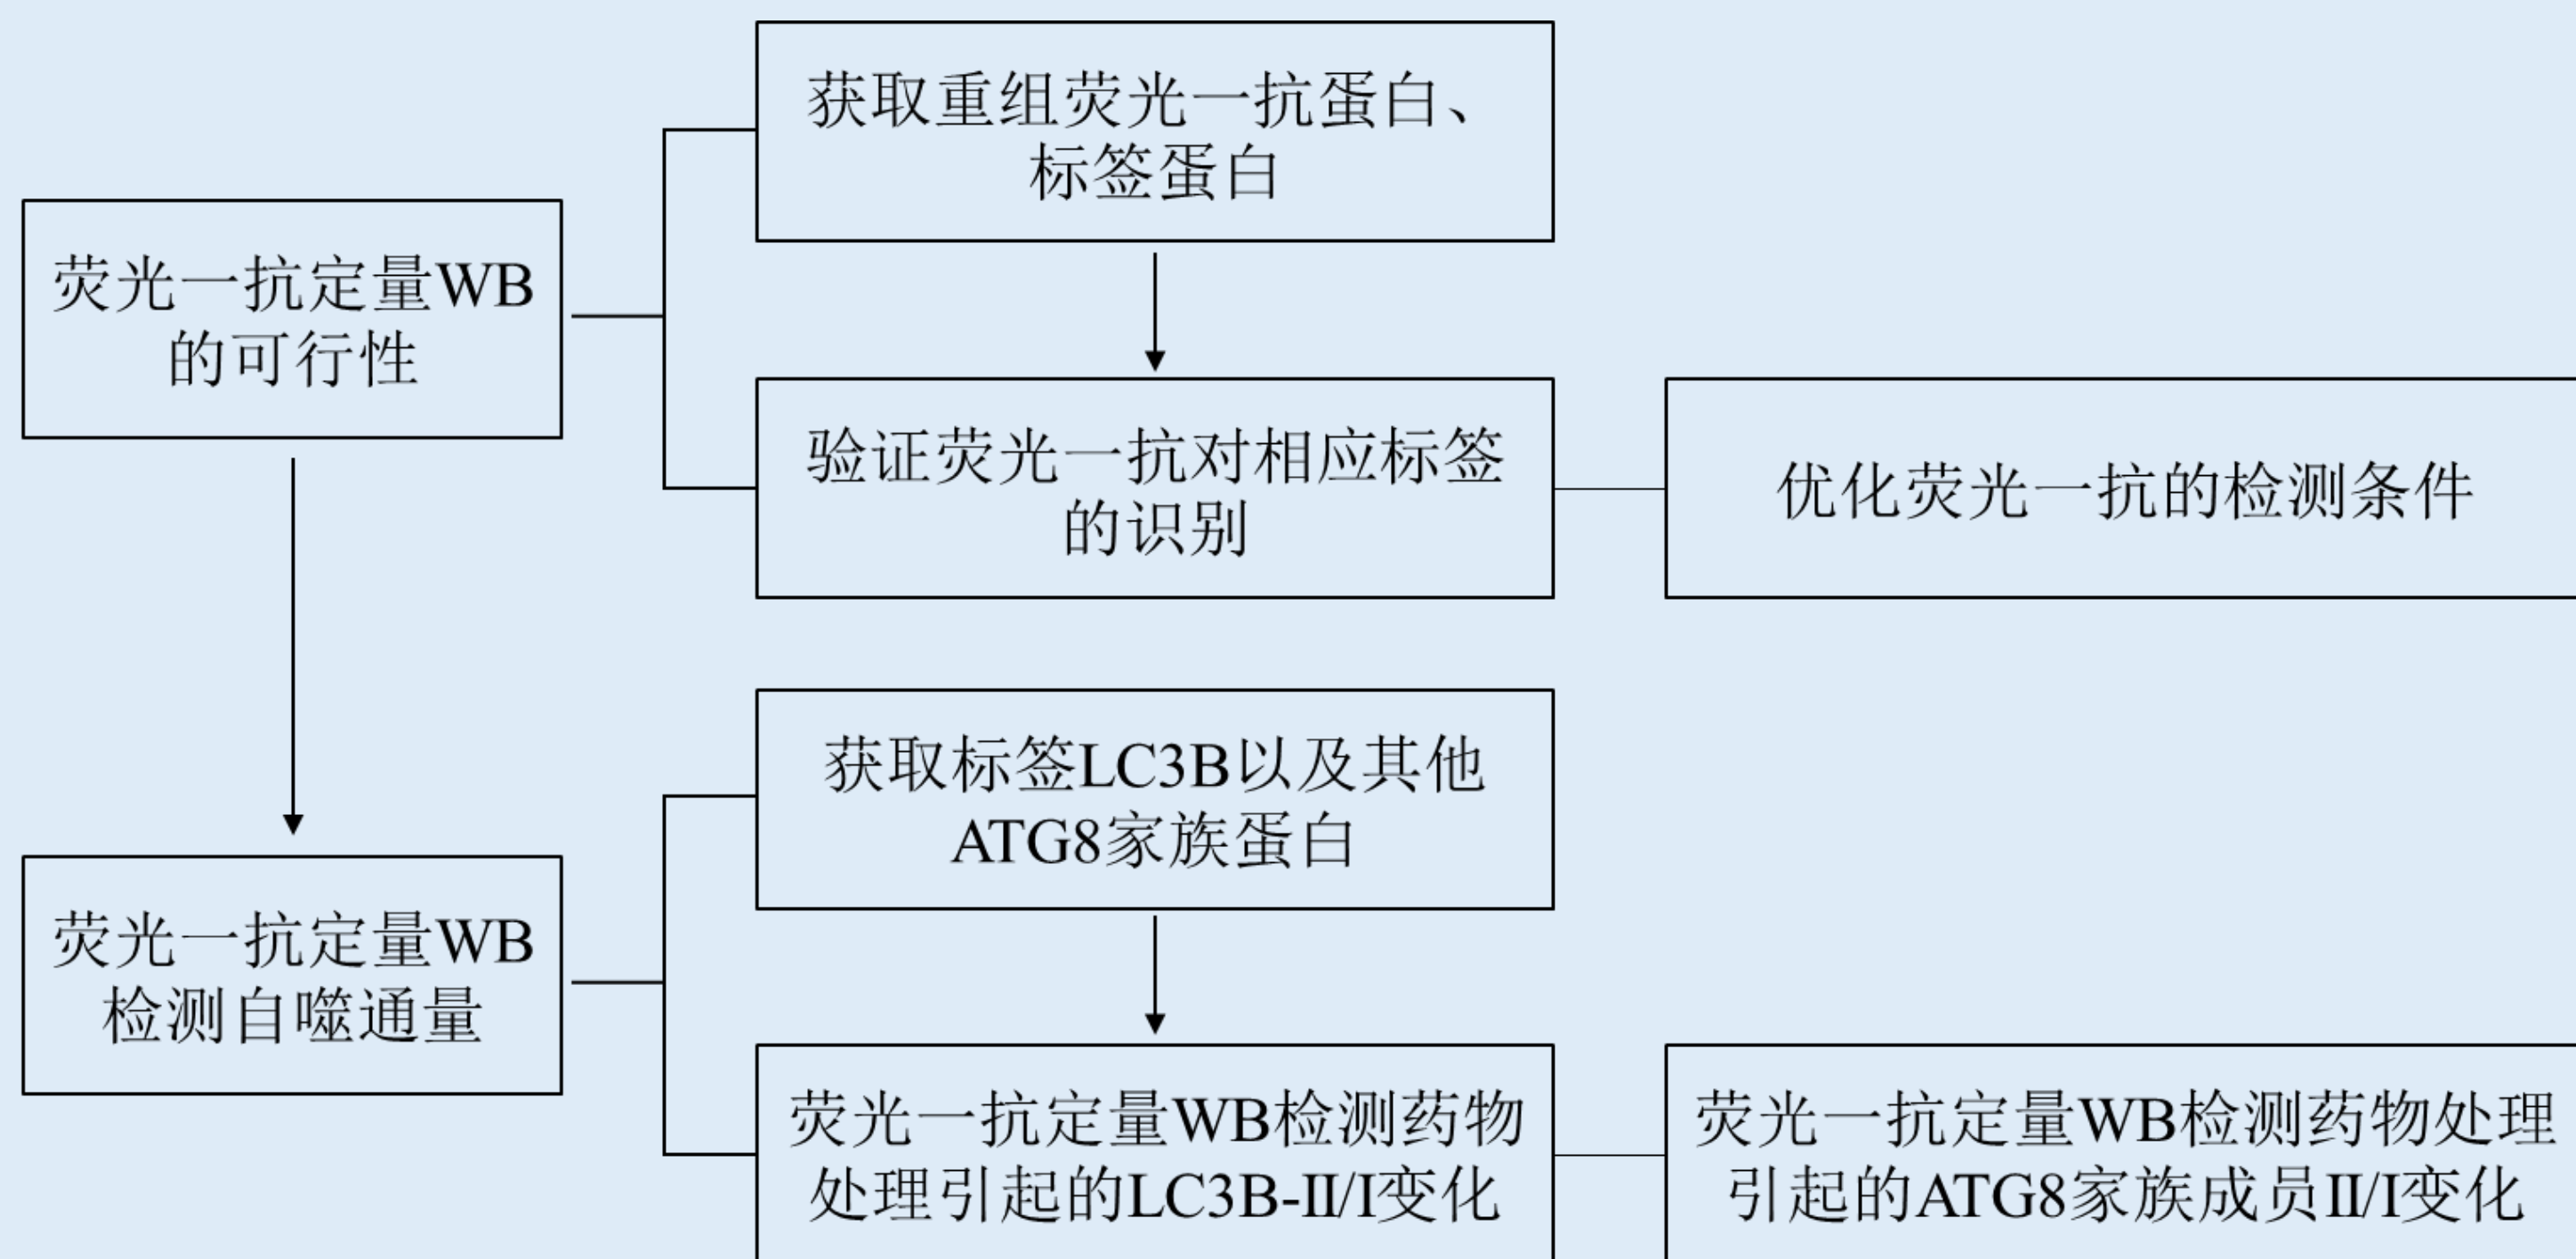 获取重组荧光一抗蛋白、
标签蛋白
荧光一抗定量WB
的可行性
验证荧光一抗对相应标签
的识别
优化荧光一抗的检测条件
获取标签LC3B以及其他
ATG8家族蛋白
荧光一抗定量WB
检测自噬通量
荧光一抗定量WB检测药物
处理引起的LC3B-II/I变化
荧光一抗定量WB检测药物处理
引起的ATG8家族成员II/I变化